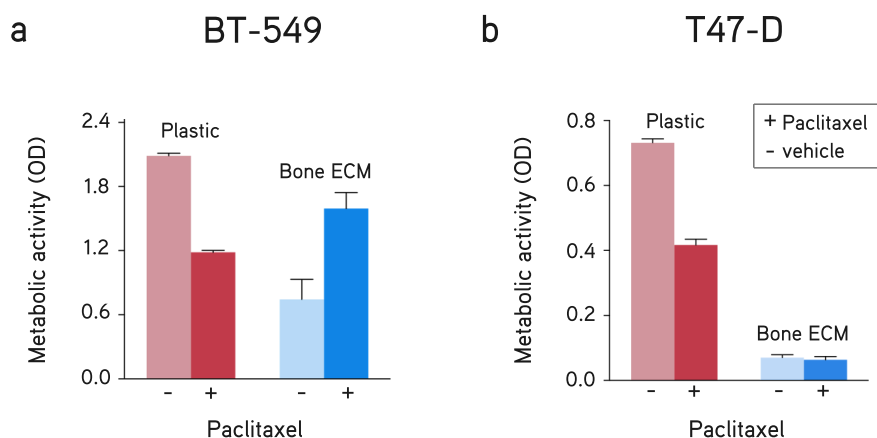 a
BT-549
Metabolic activity (OD)
2.4
1.8
1.2
0.6
0.0
Plastic
Bone ECM
- + - +
Paclitaxel
b
T47-D
Metabolic activity (OD)
0.8
0.6
0.4
0.2
0.0
Plastic
Bone ECM
+ Paclitaxel
- vehicle
- + - +
Paclitaxel